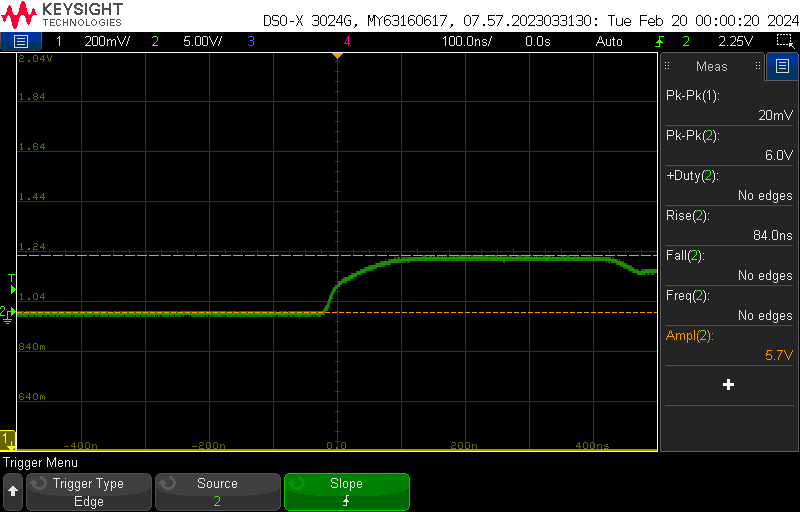 KEYSIGHT
TECHNOLOGIES
DSO-X 3024G, MY63160617, 07.57.2023033130: Tue Feb 20 00:00:20 2024
1 200mV/ 2 5.00V/ 3 4 100.0ns/ 0.0s Auto 2 2.25V
2.04V
1.84
1.64
1.44
1.24
1.04
840m
640m
T
2
1
-400n -200n 0.0 200n 400ns
Meas
Pk-Pk(1):
20mV
Pk-Pk(2):
6.0V
+Duty(2):
No edges
Rise(2):
84.0ns
Fall(2):
No edges
Freq(2):
No edges
Ampl(2):
5.7V
Trigger Menu
Trigger Type
Edge
Source
2
Slope